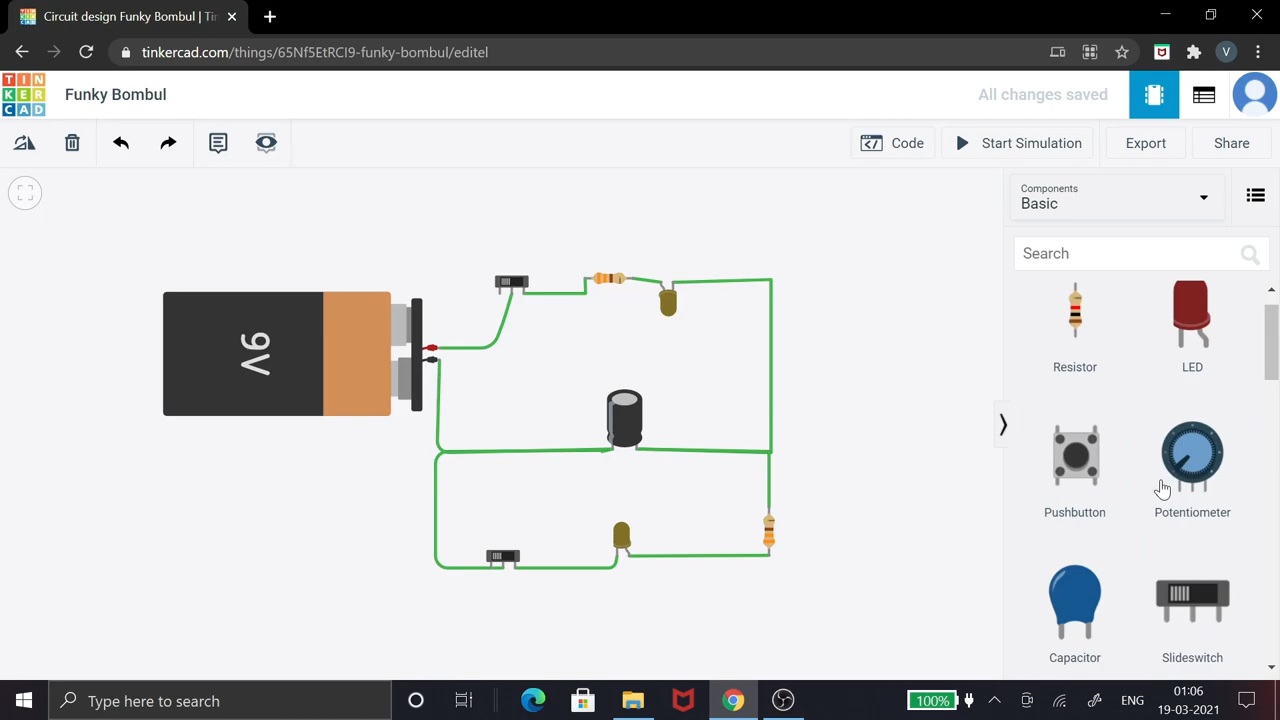 Circuit design Funky Bombul | Tin
tinkercad.com/things/65Nf5EtRCI9-funky-bombul/editel
V
TIN
KER
CAD
Funky Bombul
All changes saved
Code
Start Simulation
Export
Share
Components
Basic
Search
9V
Resistor
LED
Pushbutton
Potentiometer
Capacitor
Slideswitch
Type here to search
100%
ENG
01:06
19-03-2021